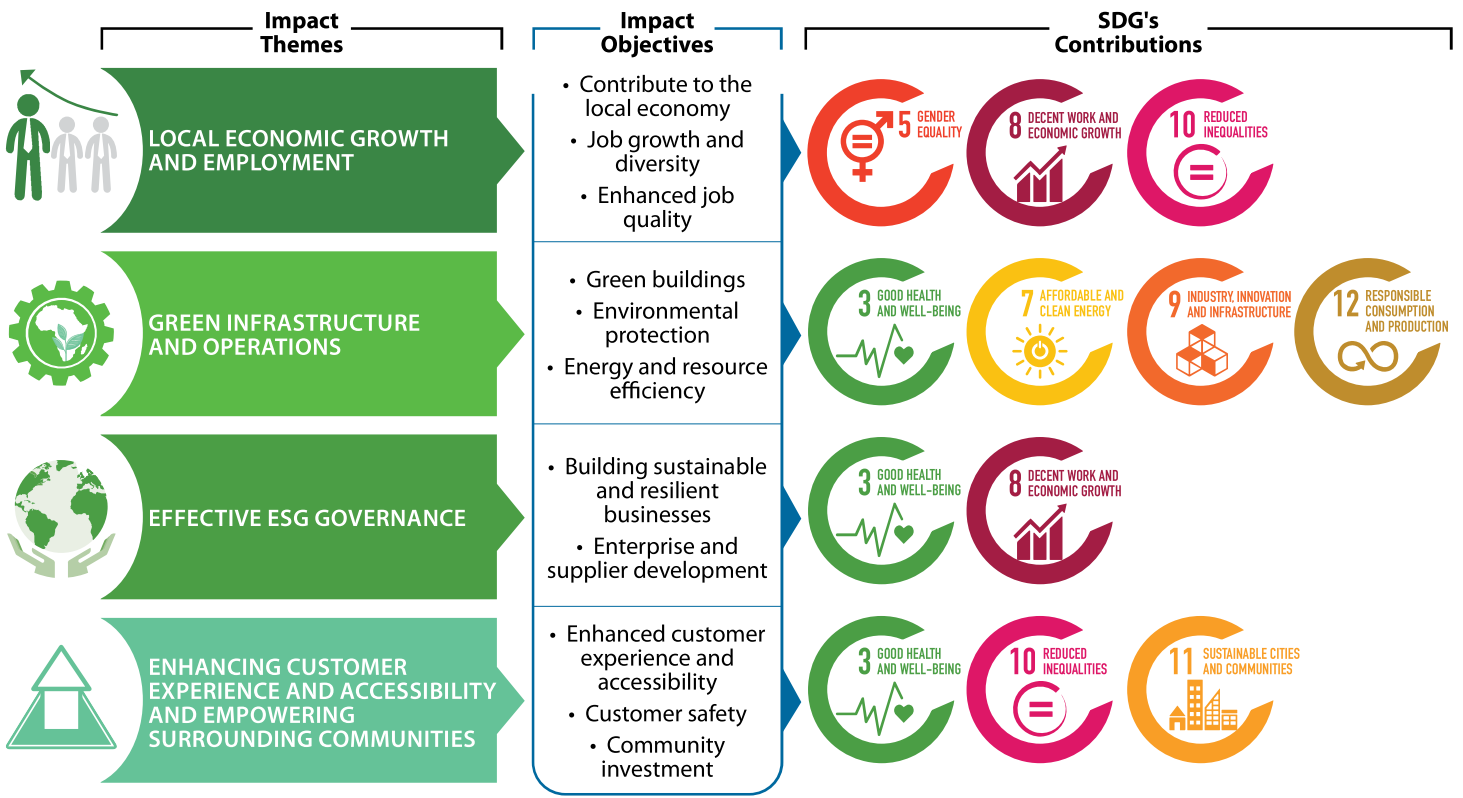 Impact
Themes
Impact
Objectives
SDG's
Contributions
LOCAL ECONOMIC GROWTH
AND EMPLOYMENT
• Contribute to the
local economy
• Job growth and
diversity
• Enhanced job
quality
5 GENDER
EQUALITY
8 DECENT WORK AND
ECONOMIC GROWTH
10 REDUCED
INEQUALITIES
GREEN INFRASTRUCTURE
AND OPERATIONS
• Green buildings
• Environmental
protection
• Energy and resource
efficiency
3 GOOD HEALTH
AND WELL-BEING
7 AFFORDABLE AND
CLEAN ENERGY
9 INDUSTRY, INNOVATION
AND INFRASTRUCTURE
12 RESPONSIBLE
CONSUMPTION
AND PRODUCTION
EFFECTIVE ESG GOVERNANCE
• Building sustainable
and resilient
businesses
• Enterprise and
supplier development
3 GOOD HEALTH
AND WELL-BEING
8 DECENT WORK AND
ECONOMIC GROWTH
ENHANCING CUSTOMER
EXPERIENCE AND ACCESSIBILITY
AND EMPOWERING
SURROUNDING COMMUNITIES
• Enhanced customer
experience and
accessibility
• Customer safety
• Community
investment
3 GOOD HEALTH
AND WELL-BEING
10 REDUCED
INEQUALITIES
11 SUSTAINABLE CITIES
AND COMMUNITIES